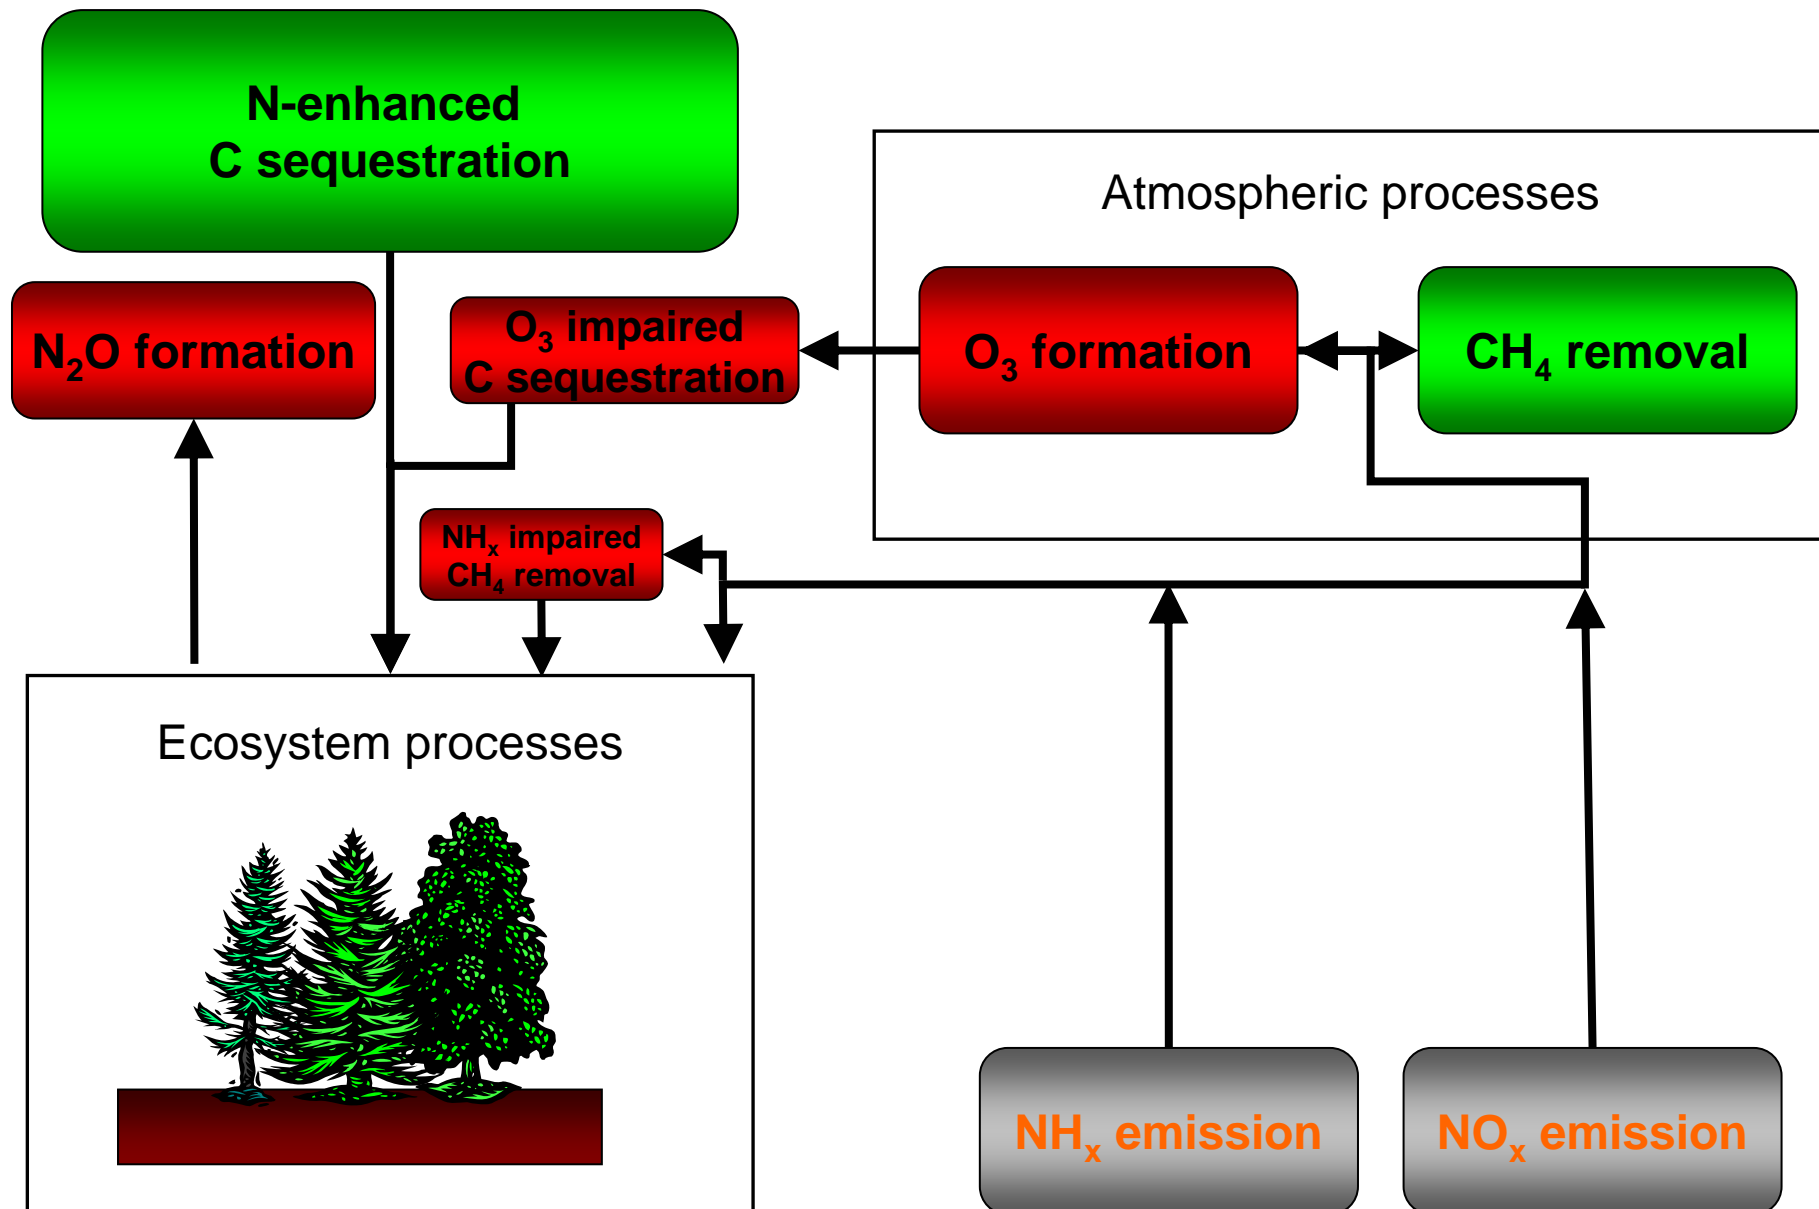 N-enhanced
C sequestration
Atmospheric processes
N₂O formation
O₃ impaired
C sequestration
O₃ formation
CH₄ removal
NHₓ impaired
CH₄ removal
Ecosystem processes
NHₓ emission
NOₓ emission